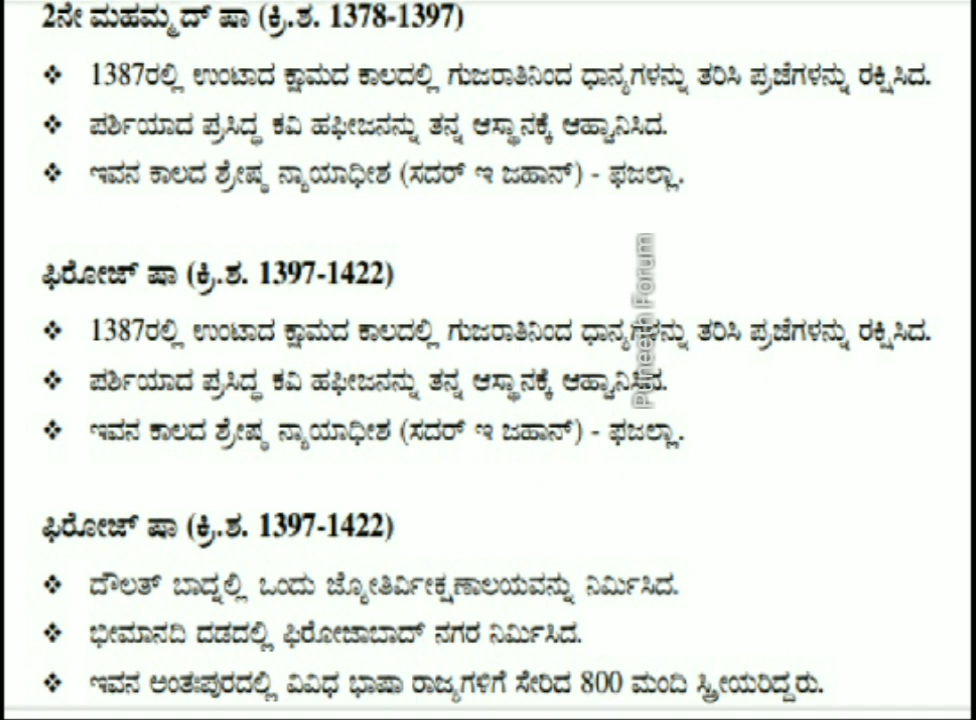 2ನೇ ಮಹಮ್ಮದ್ ಷಾ (ಕ್ರಿ.ಶ. 1378-1397)
❖ 1387ರಲ್ಲಿ ಉಂಟಾದ ಕ್ಷಾಮದ ಕಾಲದಲ್ಲಿ ಗುಜರಾತಿನಿಂದ ಧಾನ್ಯಗಳನ್ನು ತರಿಸಿ ಪ್ರಜೆಗಳನ್ನು ರಕ್ಷಿಸಿದ.
❖ ಪರ್ಶಿಯಾದ ಪ್ರಸಿದ್ಧ ಕವಿ ಹಫೀಜನನ್ನು ತನ್ನ ಆಸ್ಥಾನಕ್ಕೆ ಆಹ್ವಾನಿಸಿದ.
❖ ಇವನ ಕಾಲದ ಶ್ರೇಷ್ಠ ನ್ಯಾಯಾಧೀಶ (ಸದರ್ ಇ ಜಹಾನ್) - ಫಜಲ್ಲಾ.
ಫಿರೋಜ್ ಷಾ (ಕ್ರಿ.ಶ. 1397-1422)
❖ 1387ರಲ್ಲಿ ಉಂಟಾದ ಕ್ಷಾಮದ ಕಾಲದಲ್ಲಿ ಗುಜರಾತಿನಿಂದ ಧಾನ್ಯಗಳನ್ನು ತರಿಸಿ ಪ್ರಜೆಗಳನ್ನು ರಕ್ಷಿಸಿದ.
❖ ಪರ್ಶಿಯಾದ ಪ್ರಸಿದ್ಧ ಕವಿ ಹಫೀಜನನ್ನು ತನ್ನ ಆಸ್ಥಾನಕ್ಕೆ ಆಹ್ವಾನಿಸಿದ.
❖ ಇವನ ಕಾಲದ ಶ್ರೇಷ್ಠ ನ್ಯಾಯಾಧೀಶ (ಸದರ್ ಇ ಜಹಾನ್) - ಫಜಲ್ಲಾ.
Puneeth Forum
ಫಿರೋಜ್ ಷಾ (ಕ್ರಿ.ಶ. 1397-1422)
❖ ದೌಲತ್ ಬಾದ್ನಲ್ಲಿ ಒಂದು ಜ್ಯೋತಿರ್ವೀಕ್ಷಣಾಲಯವನ್ನು ನಿರ್ಮಿಸಿದ.
❖ ಭೀಮಾನದಿ ದಡದಲ್ಲಿ ಫಿರೋಜಾಬಾದ್ ನಗರ ನಿರ್ಮಿಸಿದ.
❖ ಇವನ ಅಂತಃಪುರದಲ್ಲಿ ವಿವಿಧ ಭಾಷಾ ರಾಜ್ಯಗಳಿಗೆ ಸೇರಿದ 800 ಮಂದಿ ಸ್ತ್ರೀಯರಿದ್ದರು.